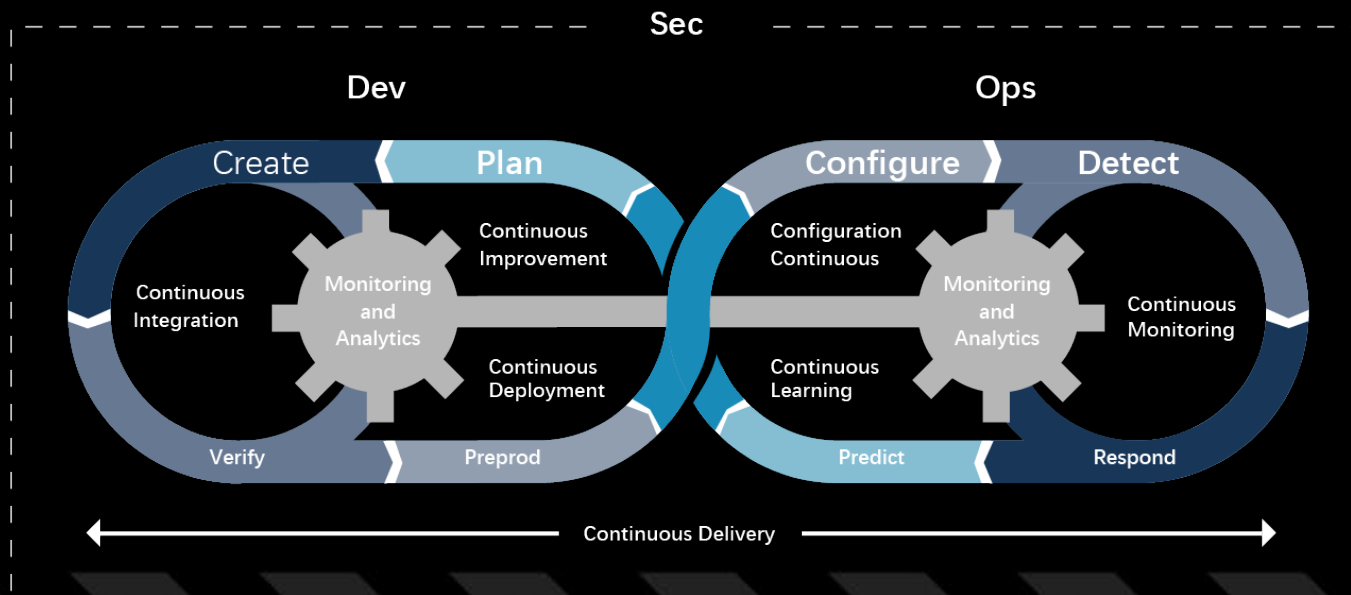 Sec
Dev
Ops
Create
Plan
Configure
Detect
Continuous
Improvement
Configuration
Continuous
Continuous
Integration
Monitoring
and
Analytics
Monitoring
and
Analytics
Continuous
Monitoring
Continuous
Deployment
Continuous
Learning
Verify
Preprod
Predict
Respond
Continuous Delivery